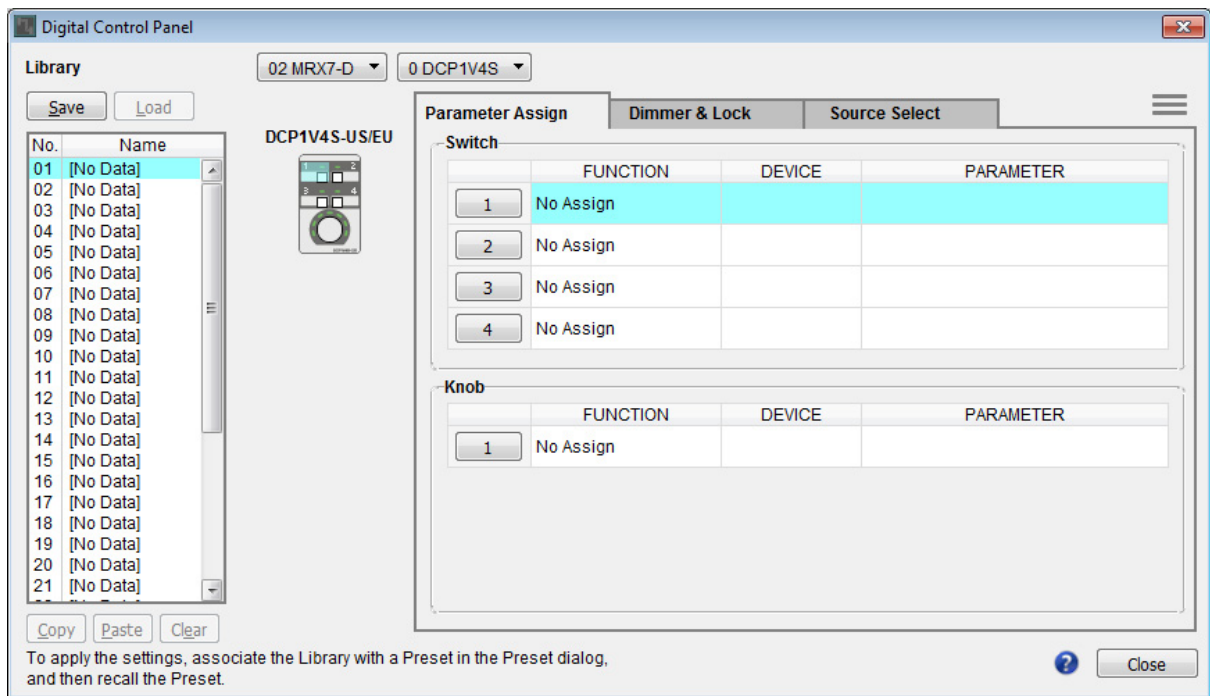 Digital Control Panel
Library
02 MRX7-D
0 DCP1V4S
Save
Load
No. Name
01 [No Data]
02 [No Data]
03 [No Data]
04 [No Data]
05 [No Data]
06 [No Data]
07 [No Data]
08 [No Data]
09 [No Data]
10 [No Data]
11 [No Data]
12 [No Data]
13 [No Data]
14 [No Data]
15 [No Data]
16 [No Data]
17 [No Data]
18 [No Data]
19 [No Data]
20 [No Data]
21 [No Data]
Copy
Paste
Clear
DCP1V4S-US/EU
1 2
3 4
Parameter Assign
Dimmer & Lock
Source Select
Switch
FUNCTION DEVICE PARAMETER
1 No Assign
2 No Assign
3 No Assign
4 No Assign
Knob
FUNCTION DEVICE PARAMETER
1 No Assign
To apply the settings, associate the Library with a Preset in the Preset dialog,
and then recall the Preset.
?
Close